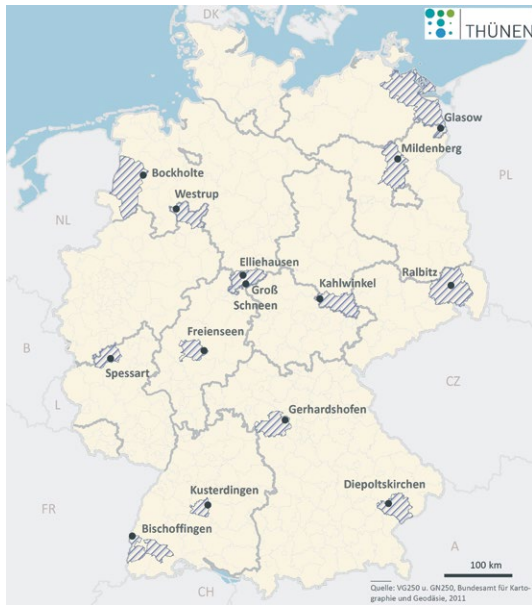 DK
THÜNEN
Glasow
Mildenberg
PL
Bockholte
Westrup
NL
Elliehausen
Groß
Schneen
Kahlwinkel
Ralbitz
Freienseen
B
Spessart
CZ
L
Gerhardshofen
Kusterdingen
Diepoltskirchen
FR
Bischoffingen
A
100 km
CH
Quelle: VG250 u. GN250, Bundesamt für Karto-
graphie und Geodäsie, 2011